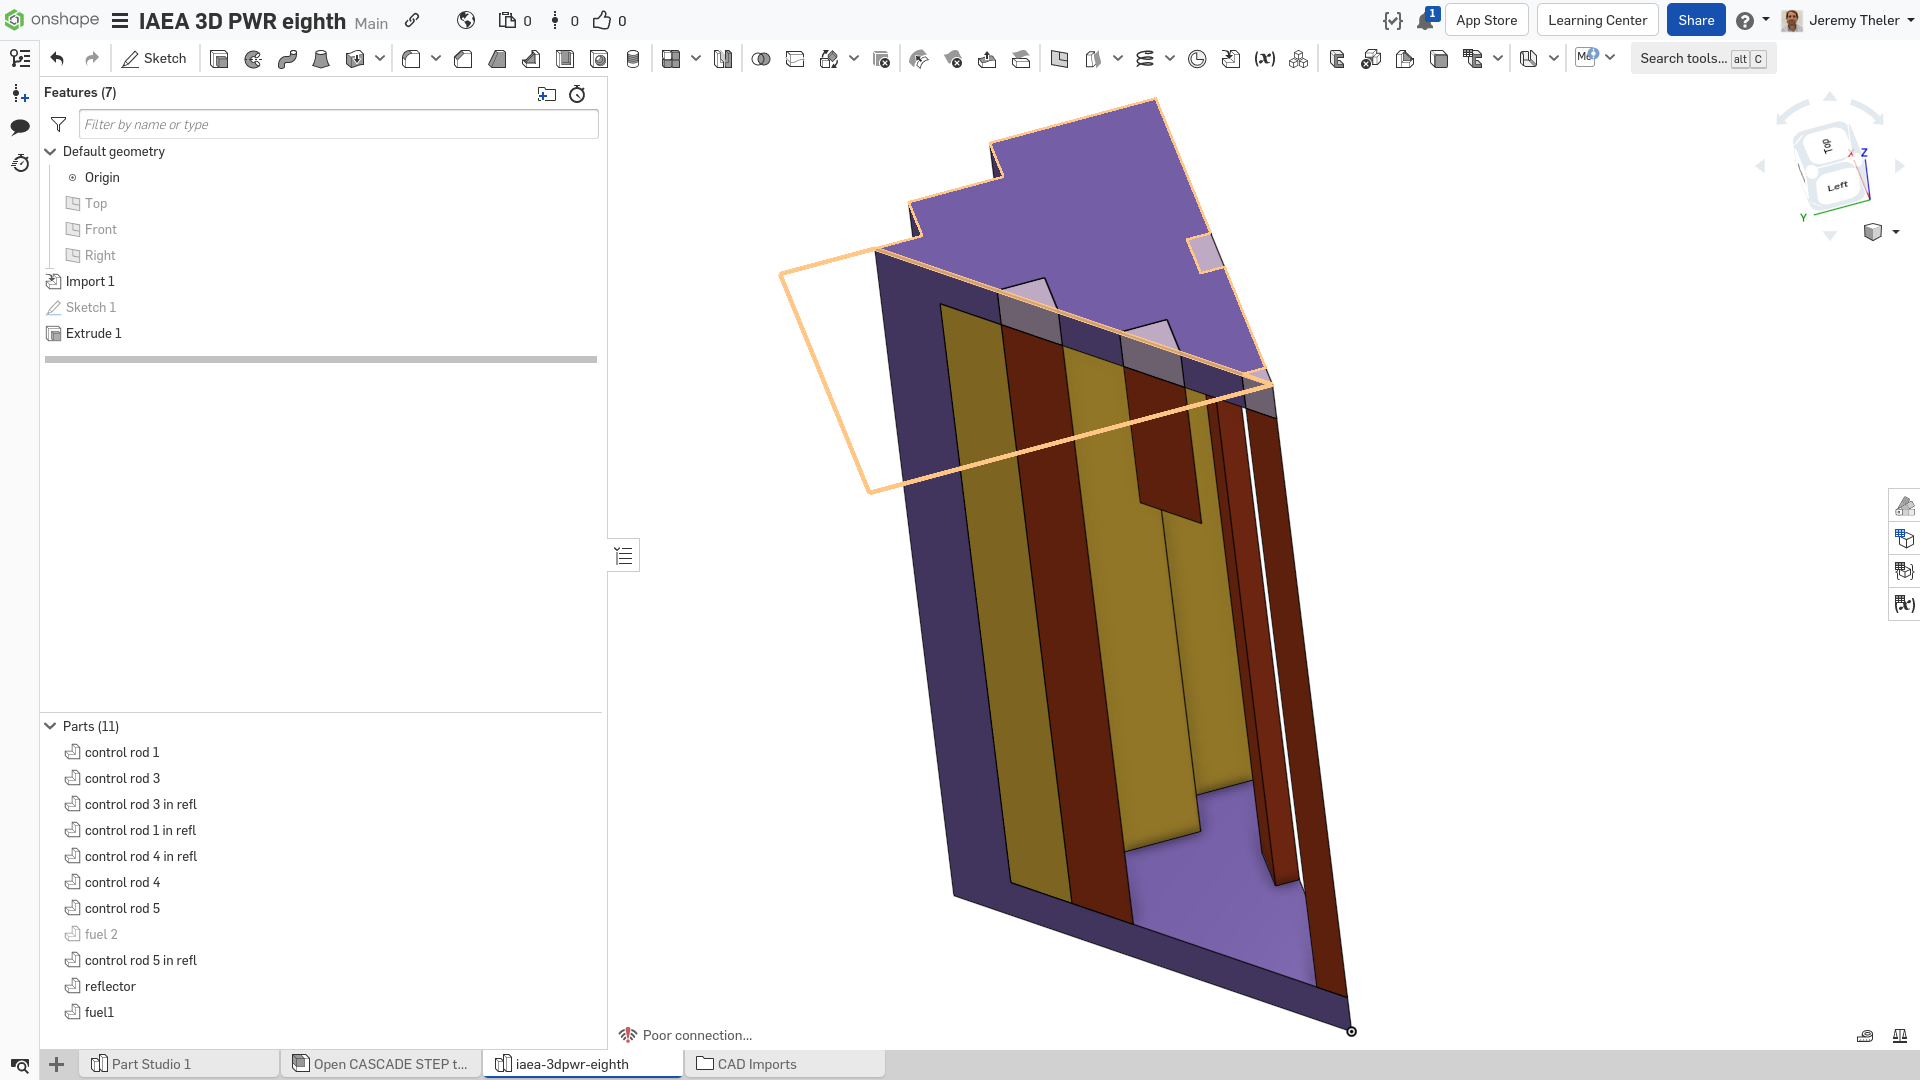 onshape IAEA 3D PWR eighth Main 0 0 0 1 App Store Learning Center Share Jeremy Theler
Sketch (x) Search tools... alt C
Features (7)
Filter by name or type
Default geometry
Origin
Top
Front
Right
Import 1
Sketch 1
Extrude 1
Top
Left
X
Z
Y
(x)
Parts (11)
control rod 1
control rod 3
control rod 3 in refl
control rod 1 in refl
control rod 4 in refl
control rod 4
control rod 5
fuel 2
control rod 5 in refl
reflector
fuel1
Poor connection...
Part Studio 1
Open CASCADE STEP t...
iaea-3dpwr-eighth
CAD Imports